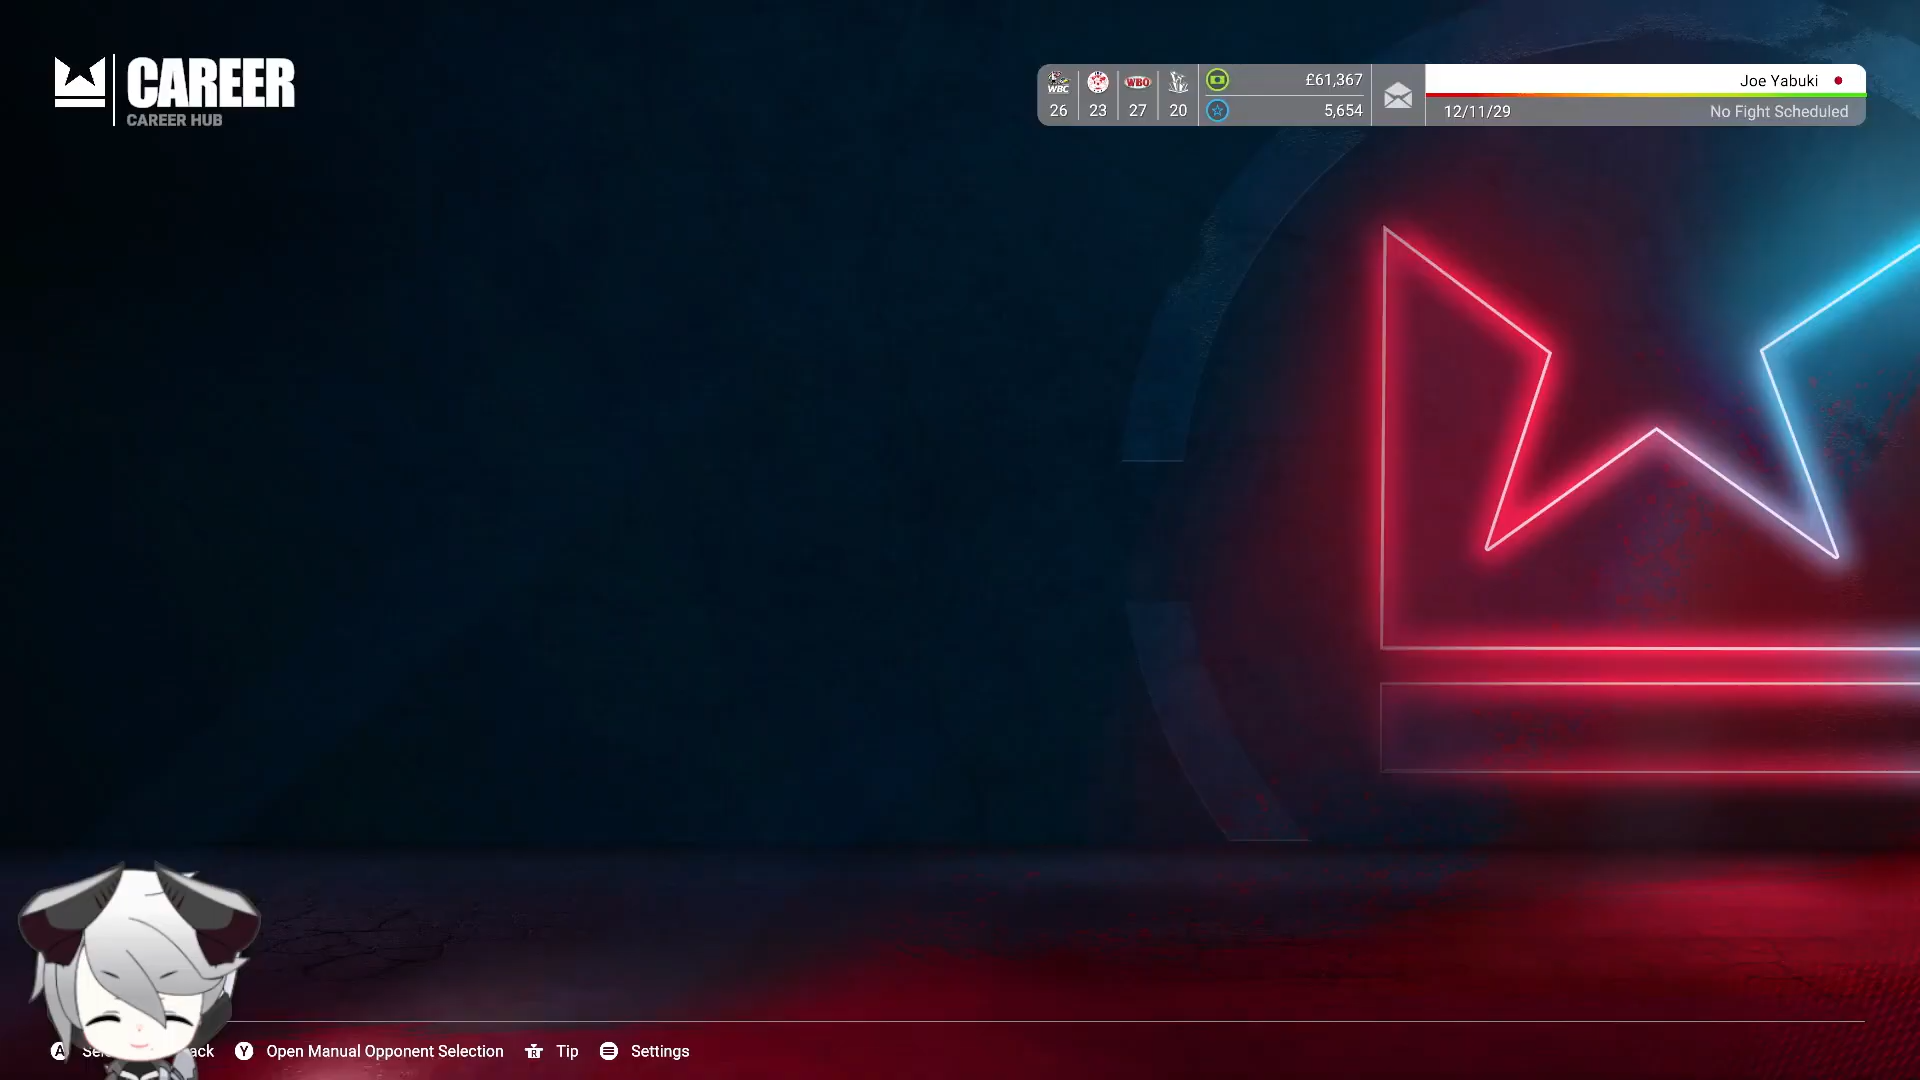 CAREER
CAREER HUB
WBC
WBO
26
23
27
20
£61,367
5,654
Joe Yabuki
12/11/29
No Fight Scheduled
A
Y
Open Manual Opponent Selection
R
Tip
Settings